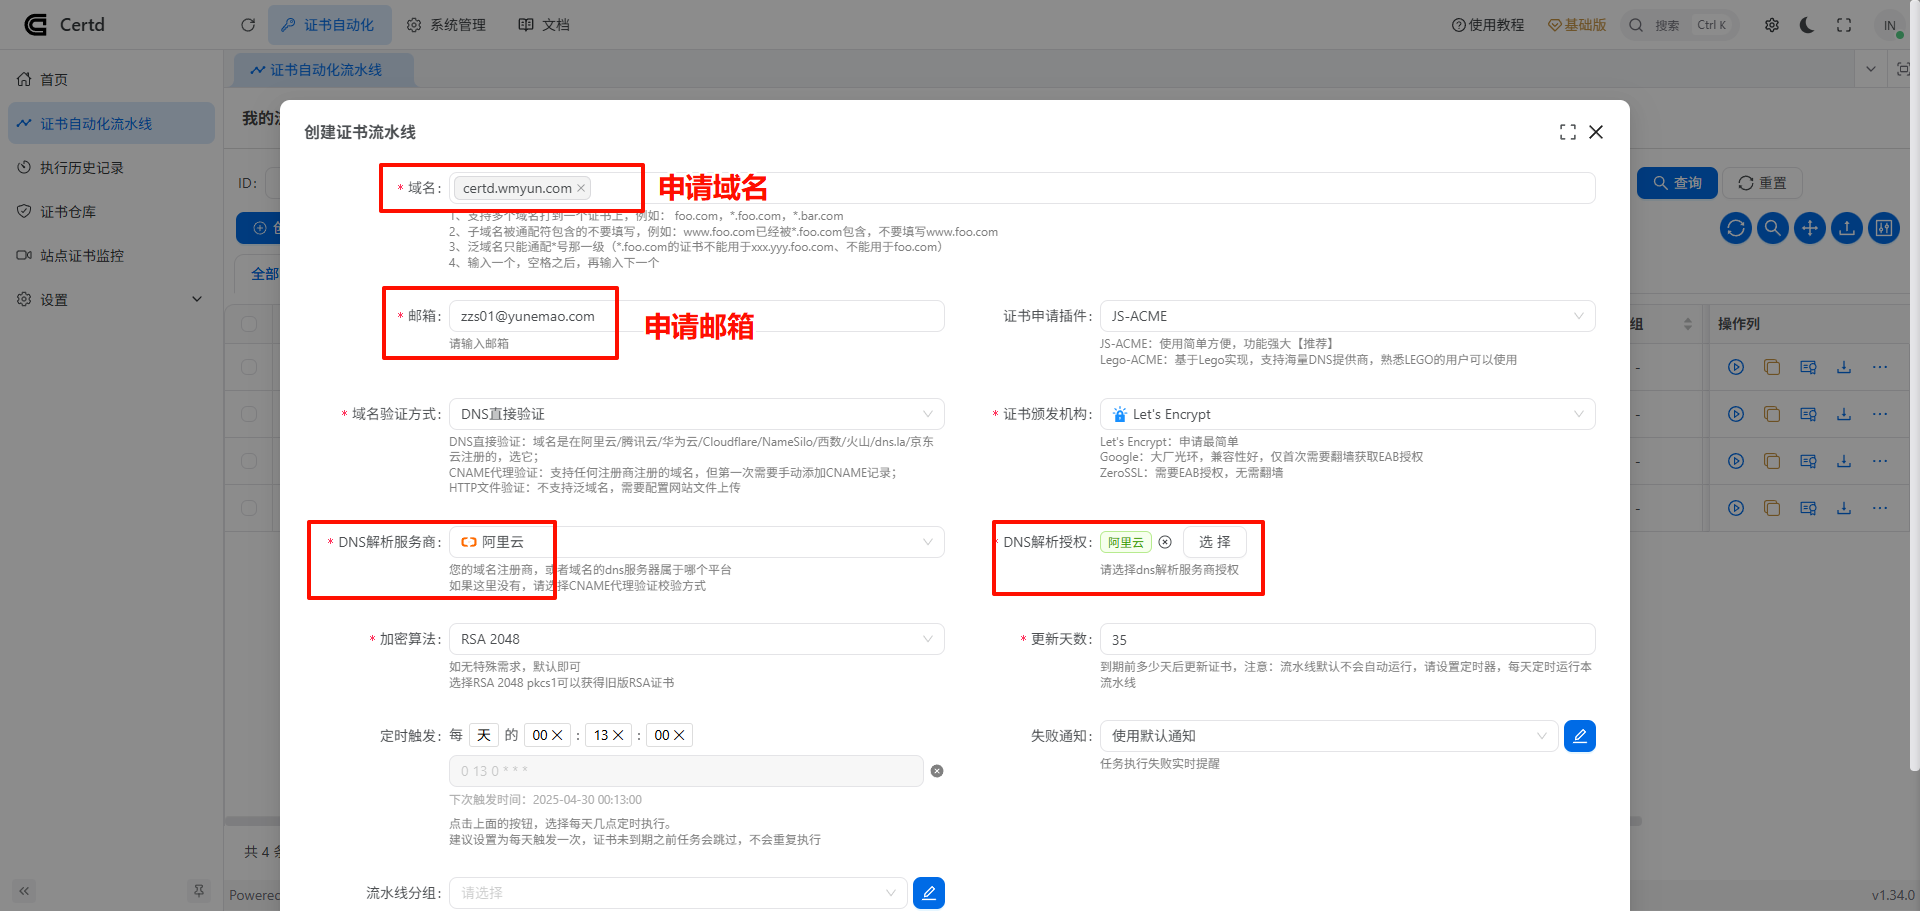 Certd
证书自动化
系统管理
文档
使用教程
基础版
搜索
Ctrl K
IN
首页
证书自动化流水线
执行历史记录
证书仓库
站点证书监控
设置
证书自动化流水线
我的
ID:
查询
重置
全部
创建证书流水线
* 域名:
certd.wmyun.com
申请域名
1、支持多个域名打到一个证书上，例如： foo.com，*.foo.com，*.bar.com
2、子域名被通配符包含的不要填写，例如：www.foo.com已经被*.foo.com包含，不要填写www.foo.com
3、泛域名只能通配*号那一级（*.foo.com的证书不能用于xxx.yyy.foo.com、不能用于foo.com）
4、输入一个，空格之后，再输入下一个
* 邮箱:
zzs01@yunemao.com
请输入邮箱
申请邮箱
证书申请插件:
JS-ACME
JS-ACME：使用简单方便，功能强大【推荐】
Lego-ACME：基于Lego实现，支持海量DNS提供商，熟悉LEGO的用户可以使用
* 域名验证方式:
DNS直接验证
DNS直接验证：域名是在阿里云/腾讯云/华为云/Cloudflare/NameSilo/西数/火山/dns.la/京东
云注册的，选它；
CNAME代理验证：支持任何注册商注册的域名，但第一次需要手动添加CNAME记录；
HTTP文件验证：不支持泛域名，需要配置网站文件上传
* 证书颁发机构:
Let's Encrypt
Let's Encrypt：申请最简单
Google：大厂光环，兼容性好，仅首次需要翻墙获取EAB授权
ZeroSSL：需要EAB授权，无需翻墙
* DNS解析服务商:
阿里云
您的域名注册商，或者域名的dns服务器属于哪个平台
如果这里没有，请选择CNAME代理验证校验方式
* DNS解析授权:
阿里云
选 择
请选择dns解析服务商授权
* 加密算法:
RSA 2048
如无特殊需求，默认即可
选择RSA 2048 pkcs1可以获得旧版RSA证书
* 更新天数:
35
到期前多少天后更新证书，注意：流水线默认不会自动运行，请设置定时器，每天定时运行本
流水线
定时触发:
每 天 的 00 : 13 : 00
0 13 0 * * *
下次触发时间：2025-04-30 00:13:00
点击上面的按钮，选择每天几点定时执行。
建议设置为每天触发一次，证书未到期之前任务会跳过，不会重复执行
失败通知:
使用默认通知
任务执行失败实时提醒
流水线分组:
请选择
组
操作列
-
-
-
-
共 4
Powered
v1.34.0